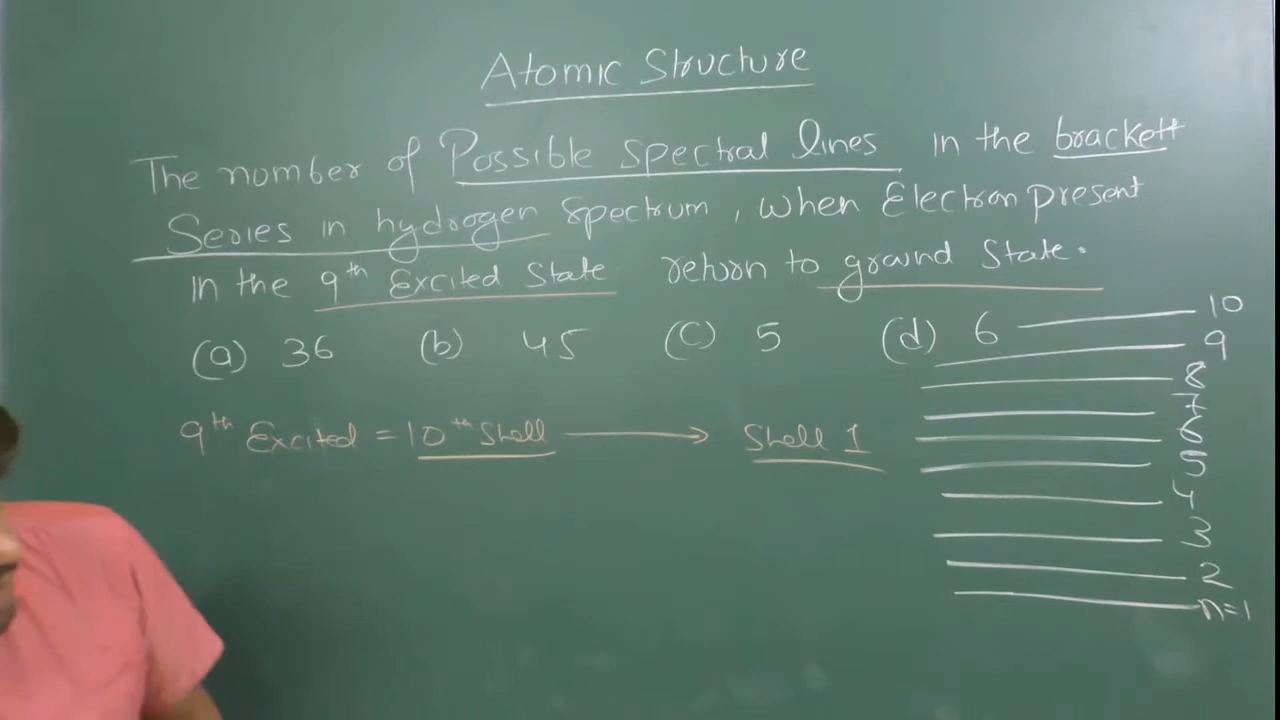 Atomic Structure
The number of Possible spectral lines in the brackett
Series in hydrogen Spectrum, when Electron present
in the 9th Excited State return to ground State.
(a) 36 (b) 45 (c) 5 (d) 6
10
9
8
7
6
5
4
3
2
n=1
9th Excited = 10th Shell → Shell 1